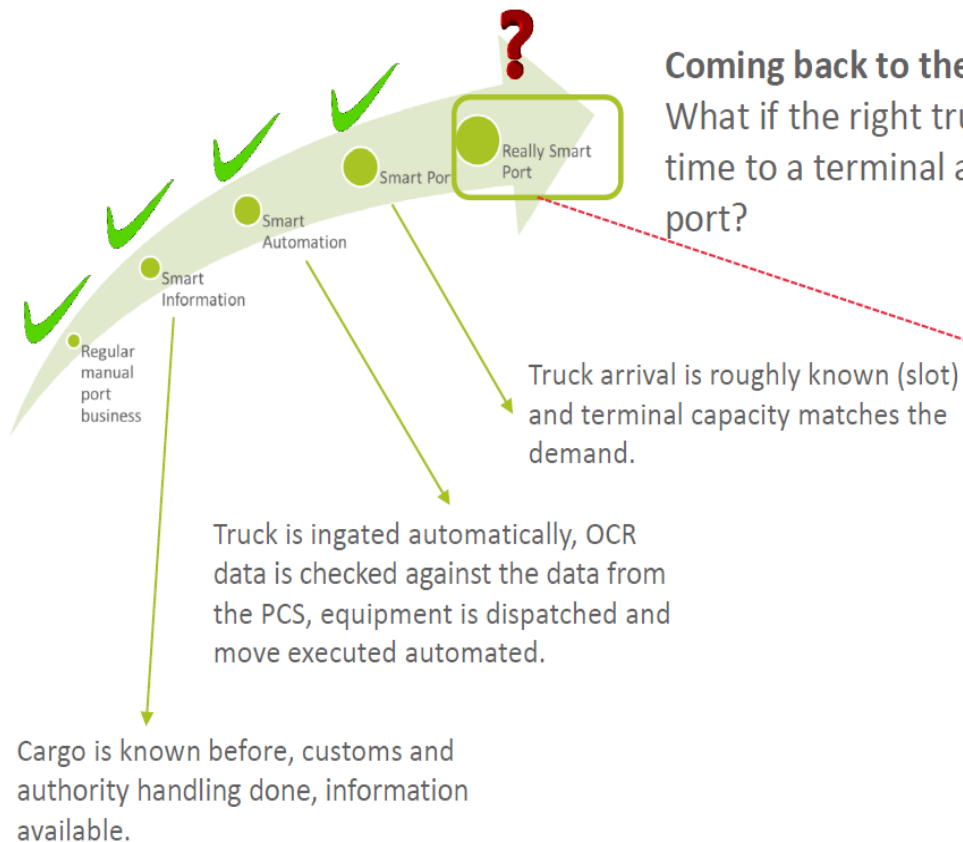 Coming back to the
What if the right tru
time to a terminal a
port?
Really Smart
Port
Smart Por
Smart
Automation
Smart
Information
Regular
manual
port
business
Truck arrival is roughly known (slot)
and terminal capacity matches the
demand.
Truck is ingated automatically, OCR
data is checked against the data from
the PCS, equipment is dispatched and
move executed automated.
Cargo is known before, customs and
authority handling done, information
available.